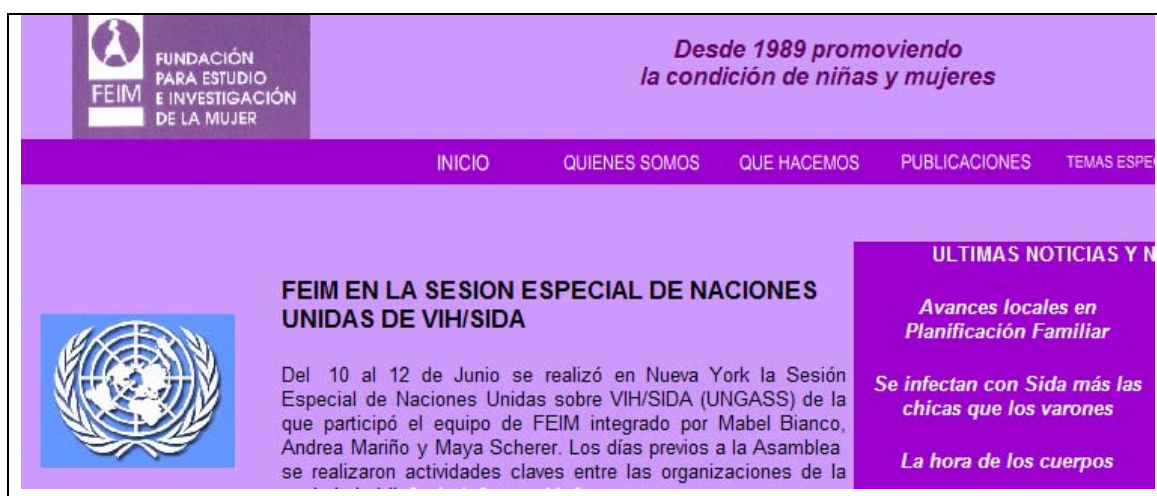 FEIM
FUNDACIÓN
PARA ESTUDIO
E INVESTIGACIÓN
DE LA MUJER
Desde 1989 promoviendo
la condición de niñas y mujeres
INICIO QUIENES SOMOS QUE HACEMOS PUBLICACIONES TEMAS
FEIM EN LA SESION ESPECIAL DE NACIONES
UNIDAS DE VIH/SIDA
Del 10 al 12 de Junio se realizó en Nueva York la Sesión
Especial de Naciones Unidas sobre VIH/SIDA (UNGASS) de la
que participó el equipo de FEIM integrado por Mabel Bianco,
Andrea Mariño y Maya Scherer. Los días previos a la Asamblea
se realizaron actividades claves entre las organizaciones de la
ULTIMAS NOTICIAS Y
Avances locales en
Planificación Familiar
Se infectan con Sida más las
chicas que los varones
La hora de los cuerpos